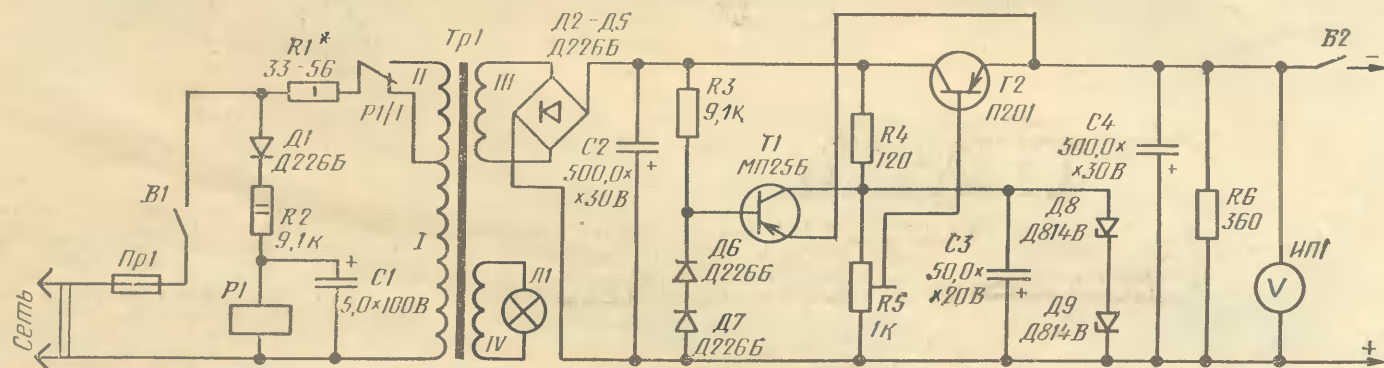 R1*
33-56
Тр1
II
III
Д2-Д5
Д226Б
P1/1
Д1
Д226Б
R2
9,1к
В1
Пр1
Сеть
P1
+
C1
5,0×100В
I
IV
Л1
C2
500,0×
×30В
+
R3
9,1к
T1
МП25Б
Д6
Д226Б
Д7
Д226Б
R4
120
R5
1к
Т2
П201
C3
50,0×
×20В
+
Д8
Д814В
Д9
Д814В
C4
500,0×
×30В
+
R6
360
ИП1
V
В2
-
+